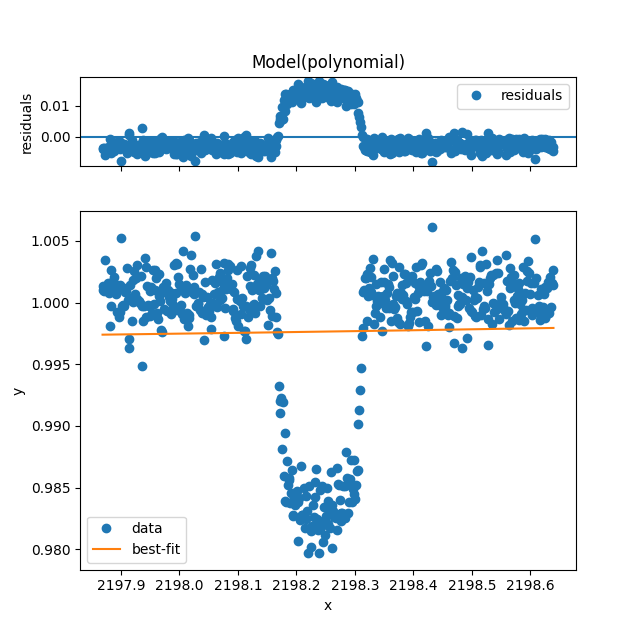 Model(polynomial)
residuals
0.01
0.00
residuals
y
1.005
1.000
0.995
0.990
0.985
0.980
data
best-fit
2197.9 2198.0 2198.1 2198.2 2198.3 2198.4 2198.5 2198.6
x